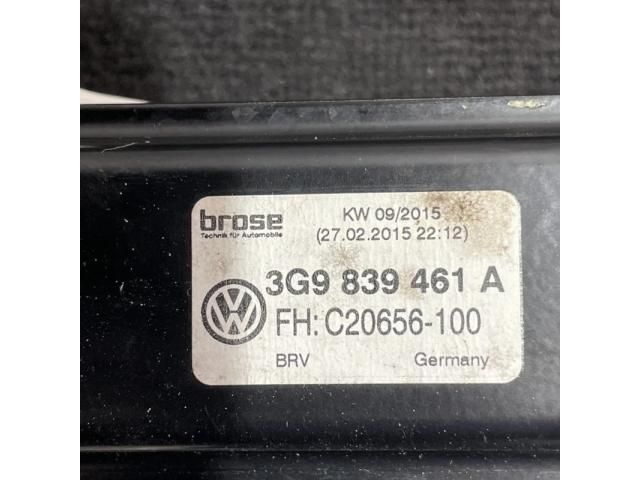 brose
Technik für Automobile
KW 09/2015
(27.02.2015 22:12)
3G9 839 461 A
FH: C20656-100
BRV Germany